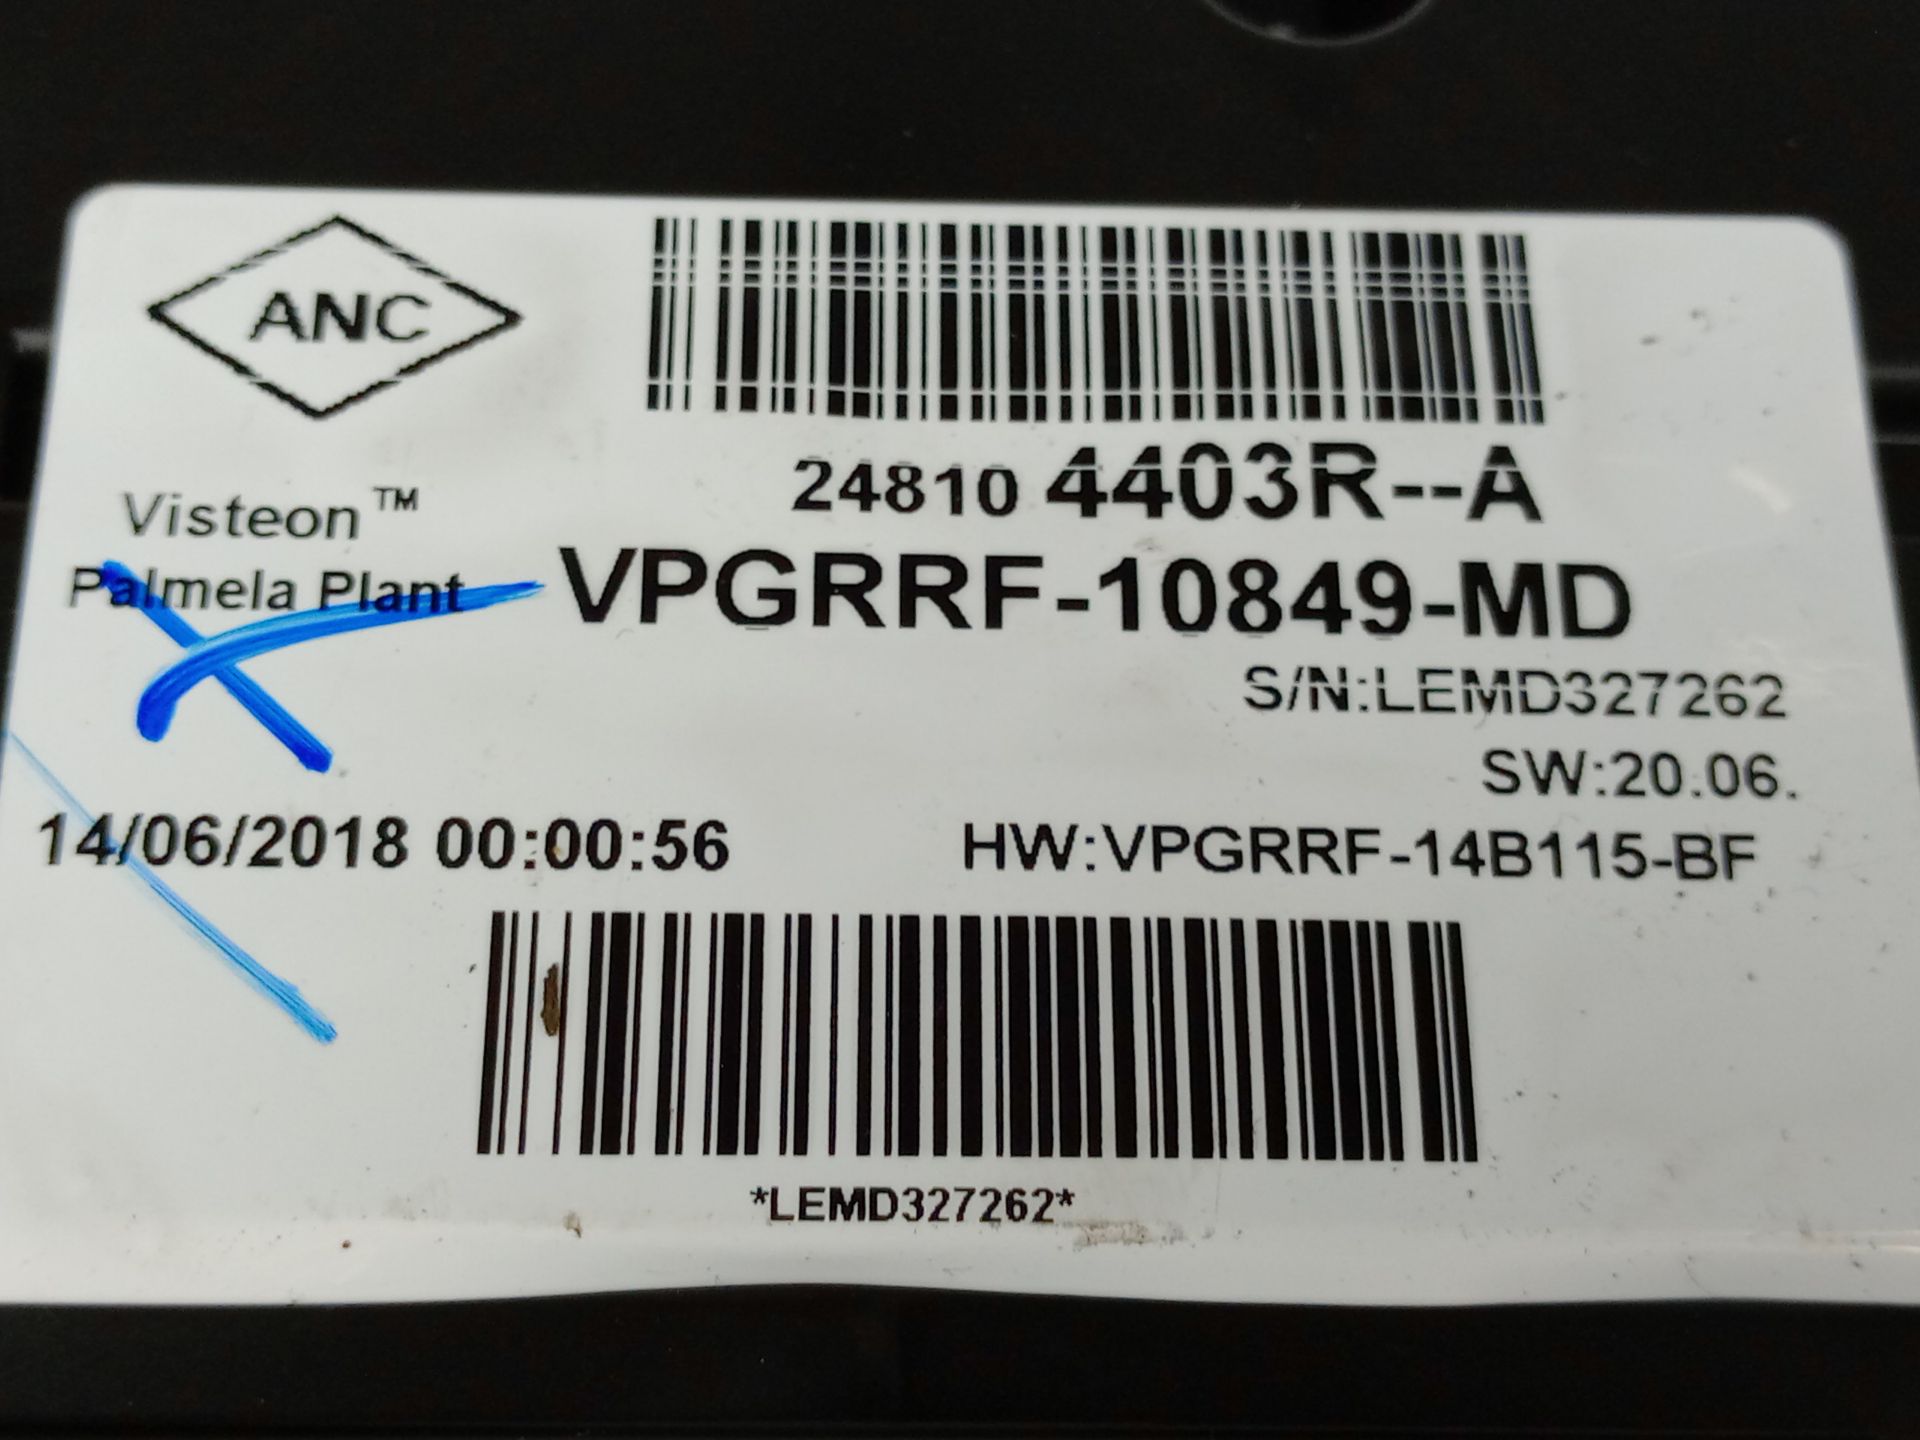 ANC
24810 4403R--A
Visteon™
Palmela Plant
VPGRRF-10849-MD
S/N:LEMD327262
SW:20.06.
14/06/2018 00:00:56
HW:VPGRRF-14B115-BF
*LEMD327262*